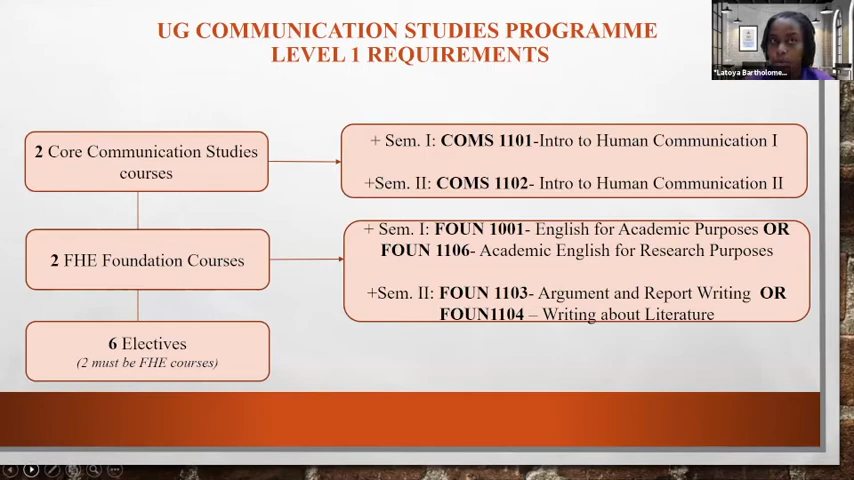 UG COMMUNICATION STUDIES PROGRAMME
LEVEL 1 REQUIREMENTS
*Latoya Bartholome...
2 Core Communication Studies
courses
+ Sem. I: COMS 1101-Intro to Human Communication I
+Sem. II: COMS 1102- Intro to Human Communication II
2 FHE Foundation Courses
+ Sem. I: FOUN 1001- English for Academic Purposes OR
FOUN 1106- Academic English for Research Purposes
+Sem. II: FOUN 1103- Argument and Report Writing OR
FOUN1104 – Writing about Literature
6 Electives
(2 must be FHE courses)